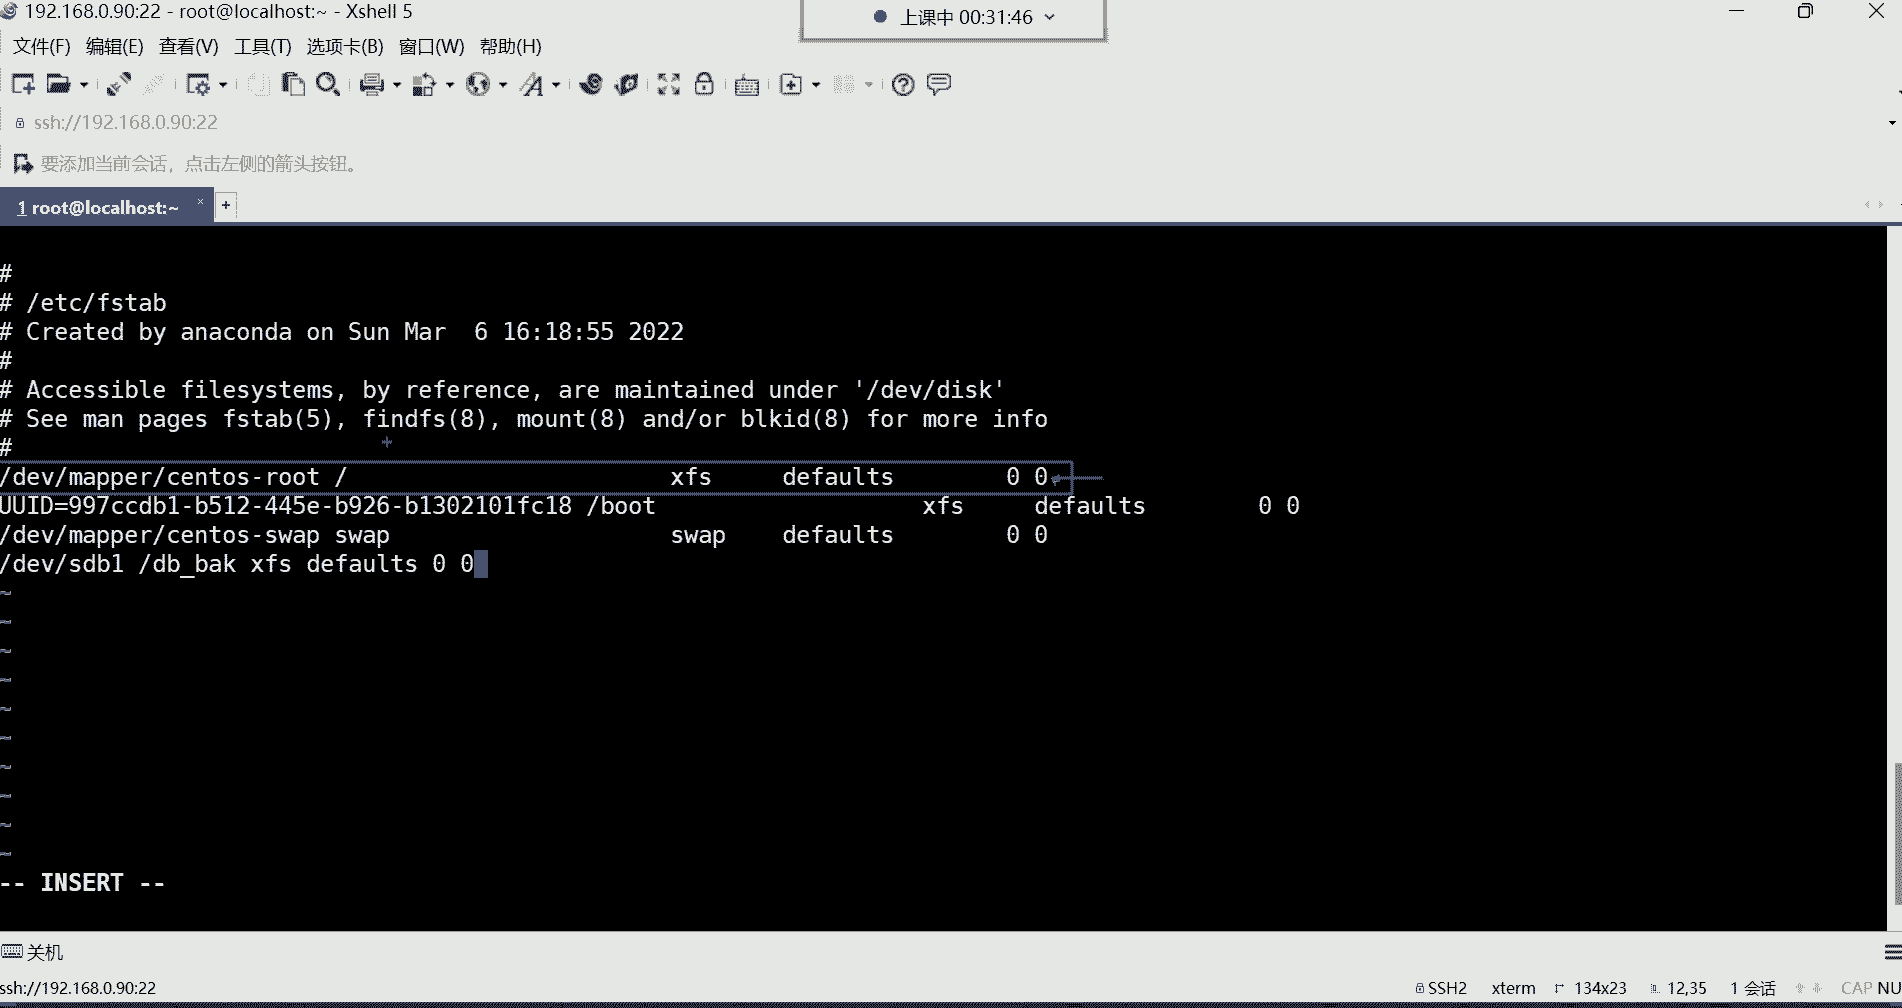 192.168.0.90:22 - root@localhost:~ - Xshell 5
上课中 00:31:46
文件(F) 编辑(E) 查看(V) 工具(T) 选项卡(B) 窗口(W) 帮助(H)
ssh://192.168.0.90:22
要添加当前会话，点击左侧的箭头按钮。
1 root@localhost:~ × +
#
# /etc/fstab
# Created by anaconda on Sun Mar  6 16:18:55 2022
#
# Accessible filesystems, by reference, are maintained under '/dev/disk'
# See man pages fstab(5), findfs(8), mount(8) and/or blkid(8) for more info
#
/dev/mapper/centos-root /                       xfs     defaults        0 0
UUID=997ccdb1-b512-445e-b926-b1302101fc18 /boot                   xfs     defaults        0 0
/dev/mapper/centos-swap swap                    swap    defaults        0 0
/dev/sdb1 /db_bak xfs defaults 0 0
~
~
~
~
~
~
~
~
~
~
-- INSERT --
关机
ssh://192.168.0.90:22 SSH2 xterm 134x23 12,35 1 会话 CAP NU